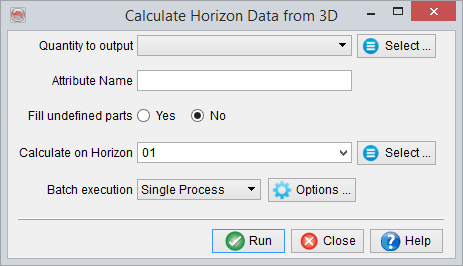 Calculate Horizon Data from 3D
Quantity to output Select ...
Attribute Name
Fill undefined parts Yes No
Calculate on Horizon 01 Select ...
Batch execution Single Process Options ...
Run Close Help